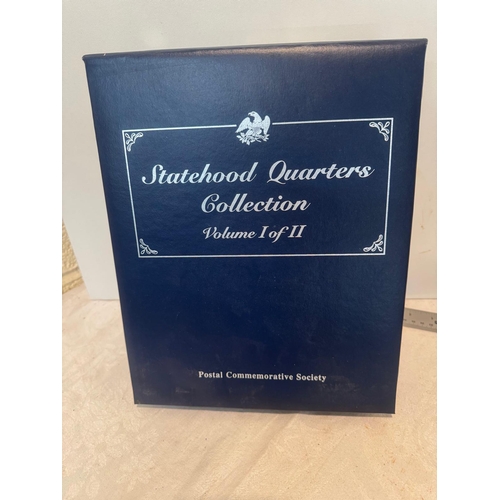 Statehood Quarters
Collection
Volume I of II
Postal Commemorative Society